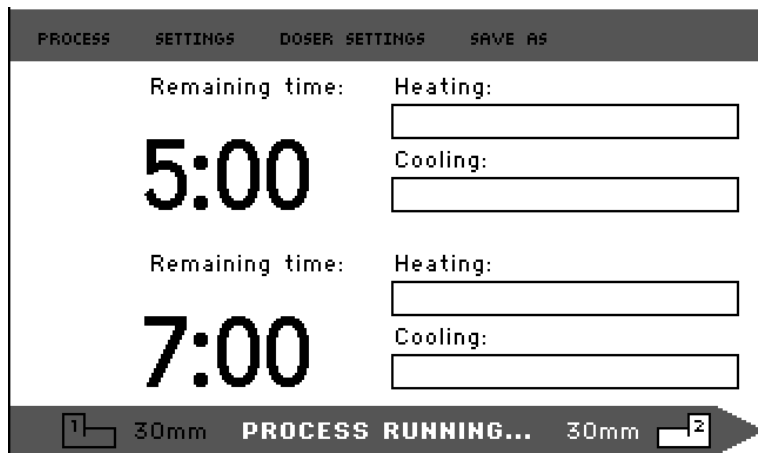 PROCESS SETTINGS DOSER SETTINGS SAVE AS
Remaining time: Heating:
5:00
Cooling:
Remaining time: Heating:
7:00
Cooling:
1 30mm PROCESS RUNNING... 30mm 2